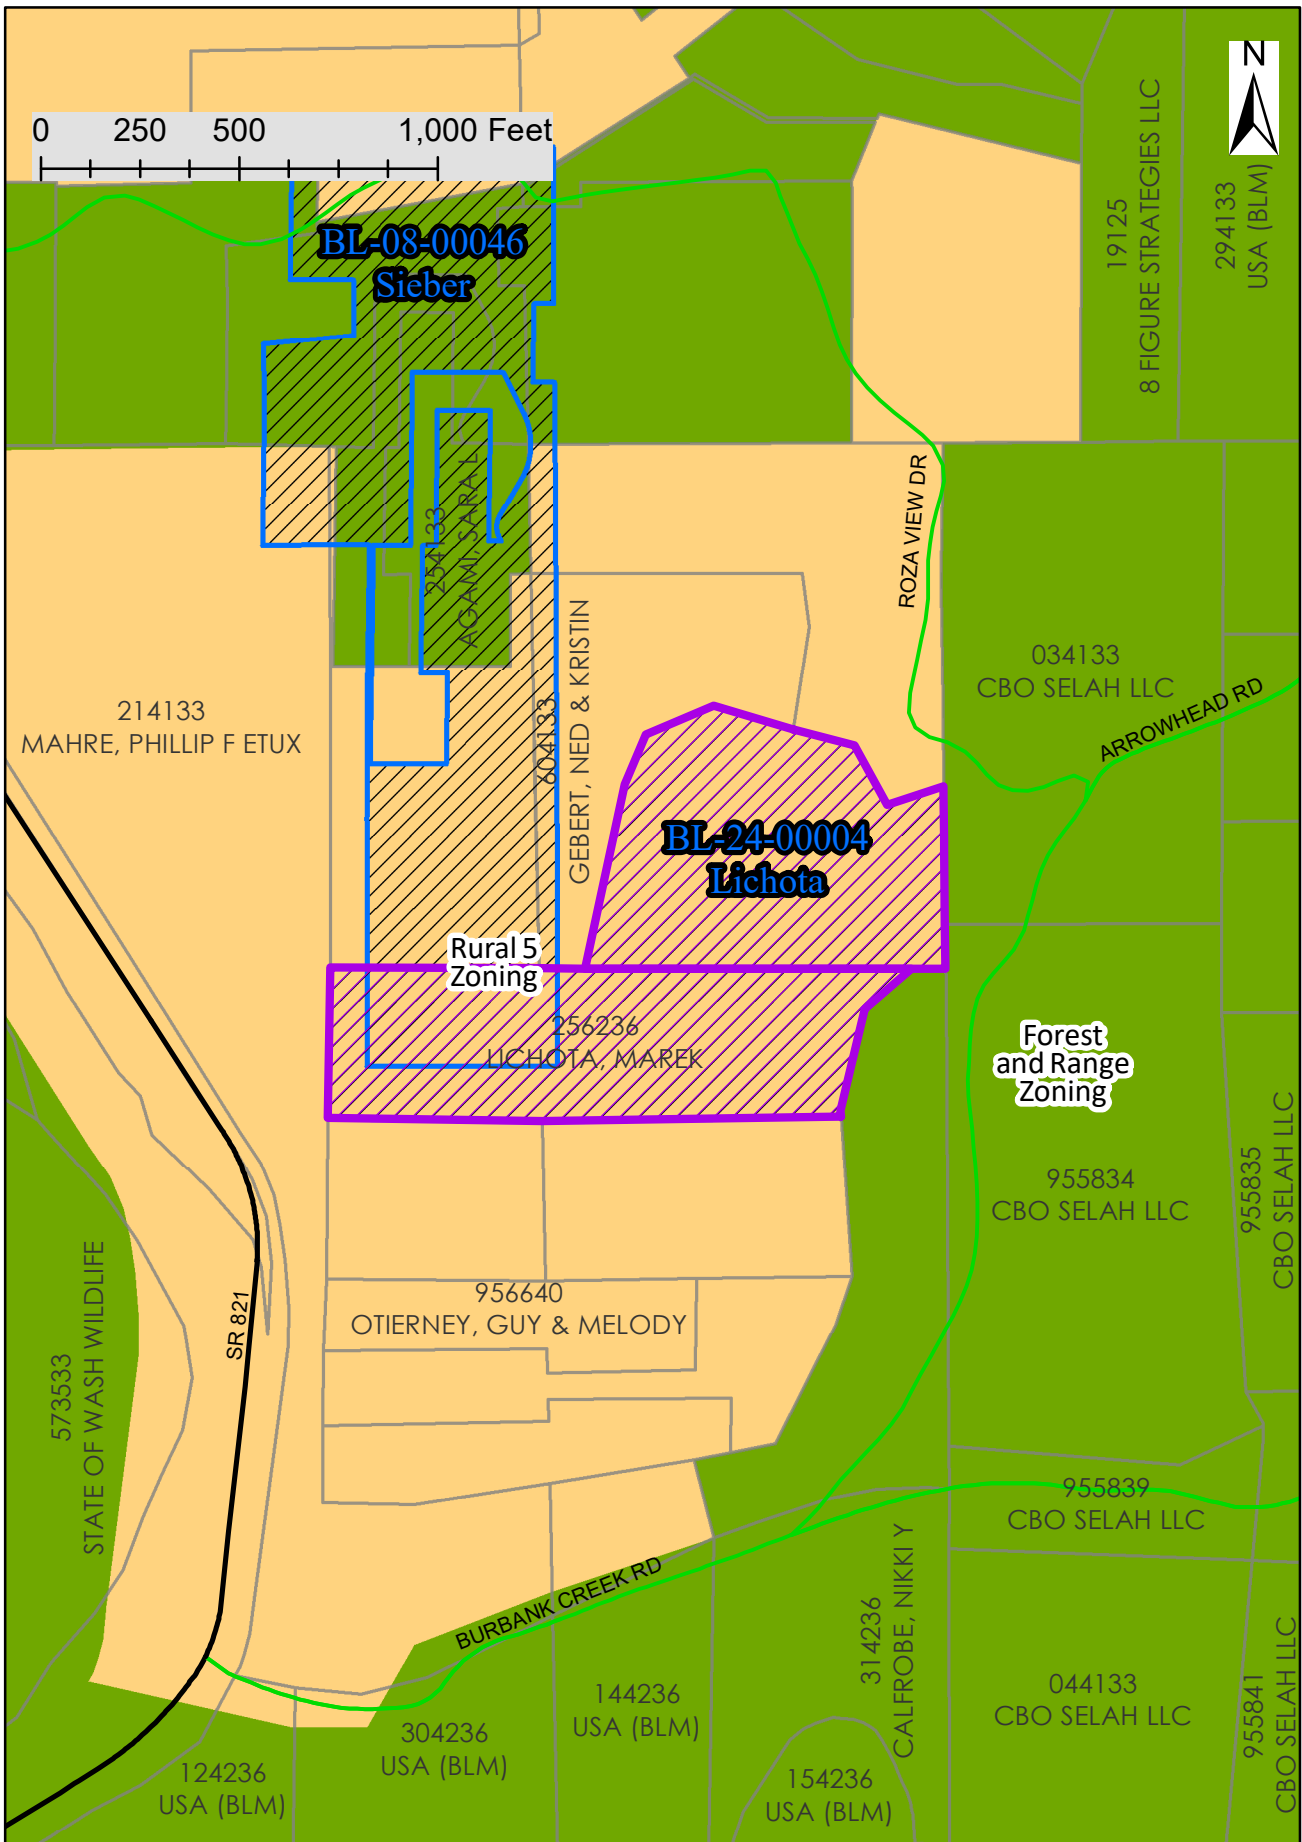 N
0 250 500 1,000 Feet
19125
8 FIGURE STRATEGIES LLC
294133
USA (BLM)
BL-08-00046
Sieber
254133
AGAMI, SARA L
ROZA VIEW DR
604133
GEBERT, NED & KRISTIN
034133
CBO SELAH LLC
ARROWHEAD RD
214133
MAHRE, PHILLIP F ETUX
BL-24-00004
Lichota
Rural 5
Zoning
256236
LICHOTA, MAREK
Forest
and Range
Zoning
955834
CBO SELAH LLC
955835
CBO SELAH LLC
956640
OTIERNEY, GUY & MELODY
SR 821
573533
STATE OF WASH WILDLIFE
955839
CBO SELAH LLC
BURBANK CREEK RD
314236
CALFROBE, NIKKI Y
044133
CBO SELAH LLC
955841
CBO SELAH LLC
144236
USA (BLM)
304236
USA (BLM)
124236
USA (BLM)
154236
USA (BLM)